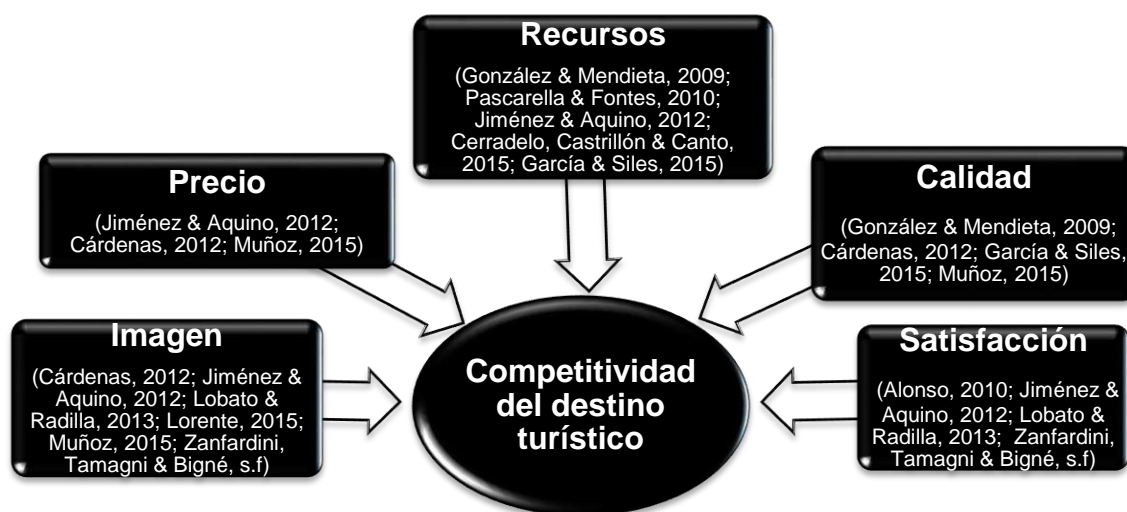 Recursos
(González & Mendieta, 2009;
Pascarella & Fontes, 2010;
Jiménez & Aquino, 2012;
Cerradelo, Castrillón & Canto,
2015; García & Siles, 2015)
Precio
(Jiménez & Aquino, 2012;
Cárdenas, 2012; Muñoz, 2015)
Calidad
(González & Mendieta, 2009;
Cárdenas, 2012; García & Siles,
2015; Muñoz, 2015)
Imagen
(Cárdenas, 2012; Jiménez &
Aquino, 2012; Lobato &
Radilla, 2013; Lorente, 2015;
Muñoz, 2015; Zanfardini,
Tamagni & Bigné, s.f)
Competitividad
del destino
turístico
Satisfacción
(Alonso, 2010; Jiménez &
Aquino, 2012; Lobato &
Radilla, 2013; Zanfardini,
Tamagni & Bigné, s.f)